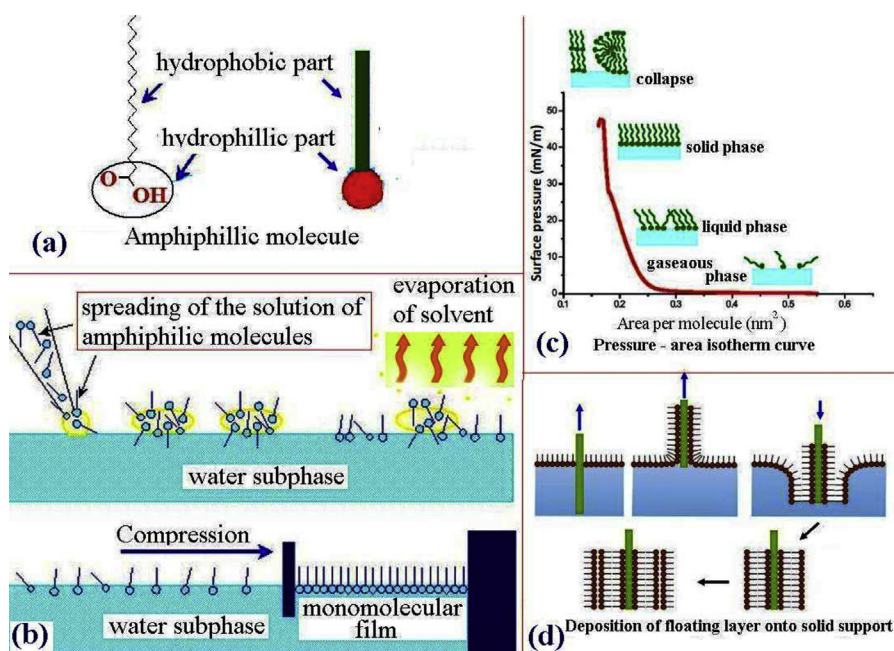 hydrophobic part
hydrophillic part
O
OH
(a)
Amphiphillic molecule
spreading of the solution of
amphiphilic molecules
evaporation
of solvent
water subphase
Compression
water subphase
monomolecular
film
(b)
collapse
solid phase
liquid phase
gaseaous
phase
Surface pressure (mN/m)
50
40
30
20
10
0
0.1
0.2
0.3
0.4
0.5
0.6
Area per molecule (nm²)
(c)
Pressure - area isotherm curve
(d)
Deposition of floating layer onto solid support